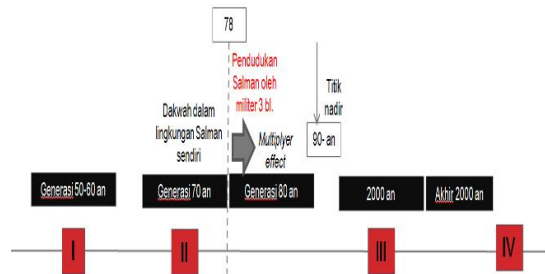 78
Pendudukan
Salman oleh
militer 3 bl.
Dakwah dalam
lingkungan Salman
sendiri
Multiplyer
effect
Titik
nadir
90- an
Generasi 50-60 an
Generasi 70 an
Generasi 80 an
2000 an
Akhir 2000 an
I
II
III
IV